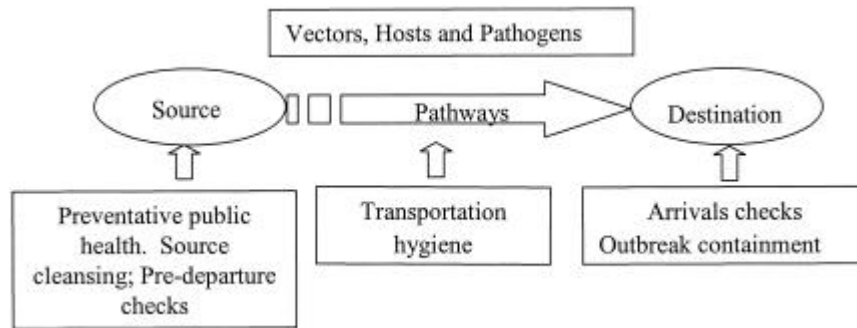 Vectors, Hosts and Pathogens
Source
Pathways
Destination
Preventative public
health. Source
cleansing; Pre-departure
checks
Transportation
hygiene
Arrivals checks
Outbreak containment